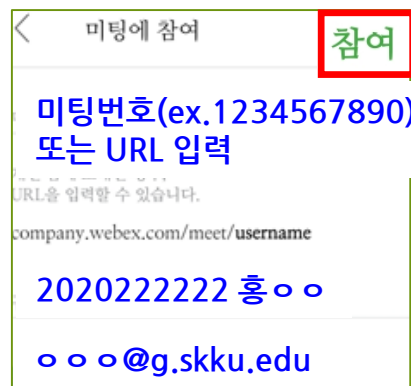 < 미팅에 참여 참여
미팅번호(ex.1234567890)
또는 URL 입력
URL을 입력할 수 있습니다.
company.webex.com/meet/username
2020222222 홍ㅇㅇ
ㅇㅇㅇ@g.skku.edu